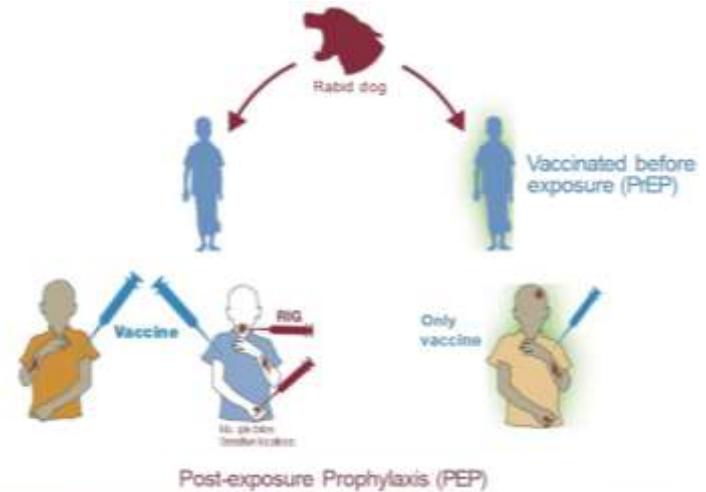 Rabid dog
Vaccinated before
exposure (PrEP)
Vaccine
RIG
Only
vaccine
Post-exposure Prophylaxis (PEP)